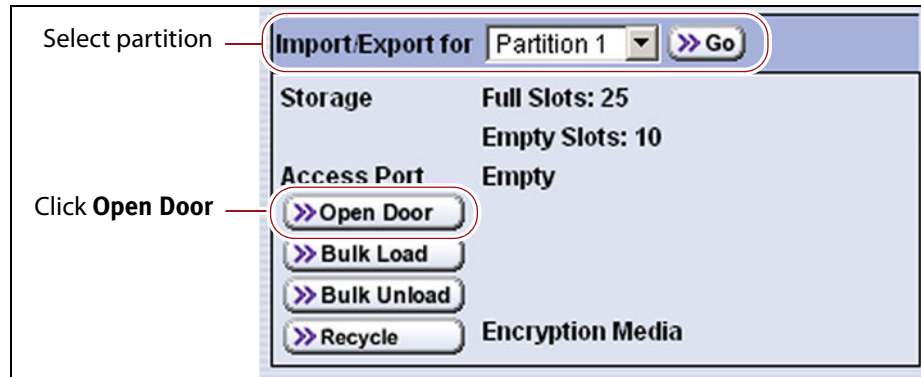 Select partition
Import/Export for Partition 1 >> Go
Storage Full Slots: 25
Empty Slots: 10
Access Port Empty
Click Open Door
>> Open Door
>> Bulk Load
>> Bulk Unload
>> Recycle Encryption Media